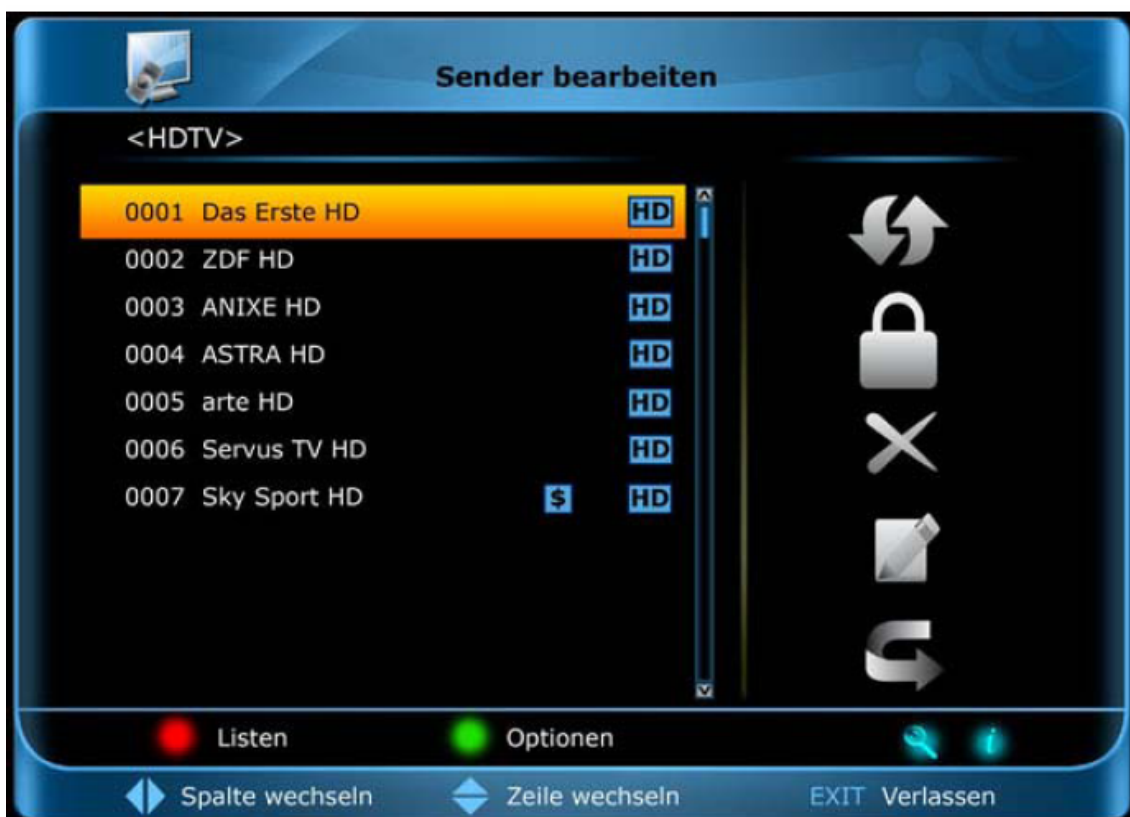 Sender bearbeiten
<HDTV>
0001 Das Erste HD HD
0002 ZDF HD HD
0003 ANIXE HD HD
0004 ASTRA HD HD
0005 arte HD HD
0006 Servus TV HD HD
0007 Sky Sport HD $ HD
Listen Optionen i
Spalte wechseln Zeile wechseln EXIT Verlassen